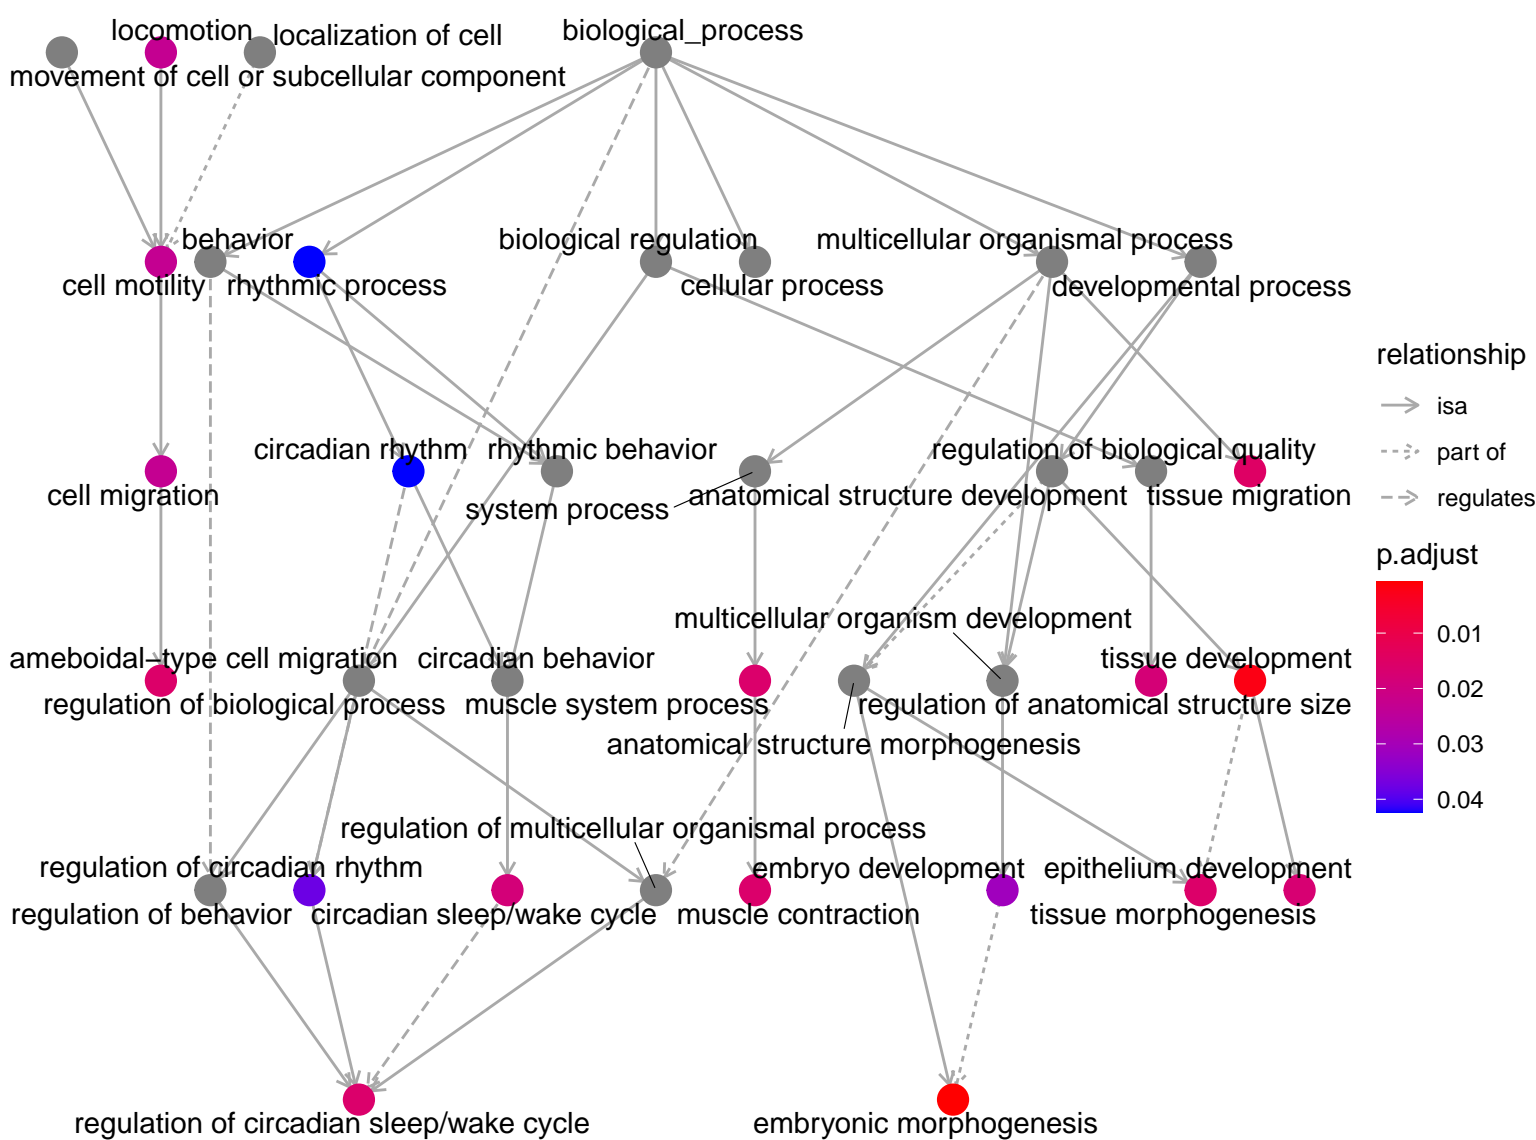 locomotion
localization of cell
biological_process
movement of cell or subcellular component
behavior
biological regulation
multicellular organismal process
cell motility
rhythmic process
cellular process
developmental process
relationship
isa
part of
regulates
circadian rhythm
rhythmic behavior
regulation of biological quality
cell migration
system process
anatomical structure development
tissue migration
p.adjust
0.01
0.02
0.03
0.04
multicellular organism development
ameboidal−type cell migration
circadian behavior
tissue development
regulation of biological process
muscle system process
regulation of anatomical structure size
anatomical structure morphogenesis
regulation of multicellular organismal process
regulation of circadian rhythm
embryo development
epithelium development
regulation of behavior
circadian sleep/wake cycle
muscle contraction
tissue morphogenesis
regulation of circadian sleep/wake cycle
embryonic morphogenesis